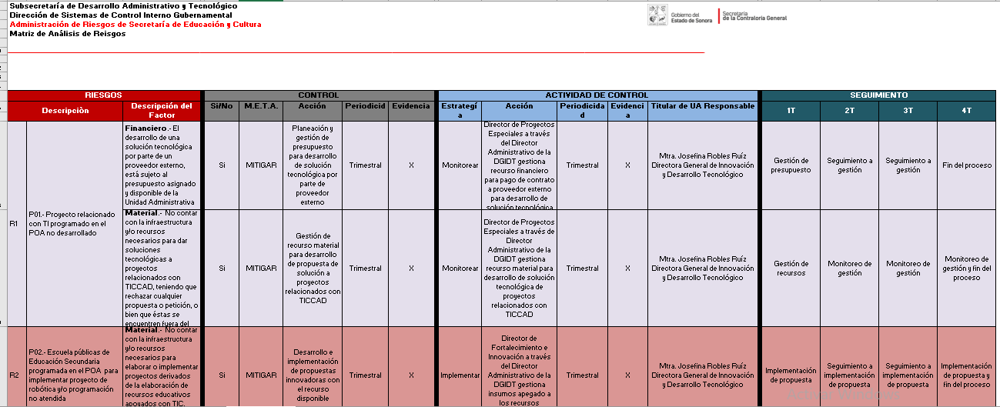 Subsecretaría de Desarrollo Administrativo y Tecnológico
Dirección de Sistemas de Control Interno Gubernamental
Administración de Riesgos de Secretaría de Educación y Cultura
Matriz de Análisis de Reisgos
Gobierno del
Estado de Sonora
Secretaría
de la Contraloría General
RIESGOS
CONTROL
ACTIVIDAD DE CONTROL
SEGUIMIENTO
Descripciòn
Descripción del
Factor
Si/No
M.E.T.A.
Acción
Periodicid
Evidencia
Estrategí
a
Acción
Periodicida
d
Evidenci
a
Titular de UA Responsable
1T
2T
3T
4T
R1
P01.- Proyecto relacionado
con TI programado en el
POA no desarrollado
Financiero.- El
desarrollo de una
solución tecnológica
por parte de un
proveedor externo,
está sujeto al
presupuesto asignado
y disponible de la
Unidad Administrativa
Si
MITIGAR
Planeación y
gestión de
presupuesto
para desarrollo
de solución
tecnológica por
parte de
proveedor
externo
Trimestral
X
Monitorear
Director de Proyectos
Especiales a través
del Director
Administrativo de la
DGIDT gestiona
recurso financiero
para pago de contrato
a proveedor externo
para desarrollo de
solución tecnológica
Trimestral
X
Mtra. Josefina Robles Ruíz
Directora General de Innovación
y Desarrollo Tecnológico
Gestión de
presupuesto
Seguimiento a
gestión
Seguimiento a
gestión
Fin del proceso
Material.- No contar
con la infraestructura
y/o recursos
necesarios para dar
soluciones
tecnológicas a
proyectos
relacionados con
TICCAD, teniendo que
rechazar cualquier
propuesta o petición, o
bien que éstas se
encuentren fuera del
Si
MITIGAR
Gestión de
recurso material
para desarrollo
de propuesta de
solución a
proyectos
relacionados con
TICCAD
Trimestral
X
Monitorear
Director de Proyectos
Especiales a través de
Director
Administrativo de la
DGIDT gestiona
recurso material para
desarrollo de solución
tecnológica de
proyectos
relacionados con
TICCAD
Trimestral
X
Mtra. Josefina Robles Ruíz
Directora General de Innovación
y Desarrollo Tecnológico
Gestión de
recursos
Monitoreo de
gestión
Monitoreo de
gestión
Monitoreo de
gestión y fin del
proceso
R2
P02.- Escuela públicas de
Educación Secundaria
programada en el POA para
implementar proyecto de
robótica y/o programación
no atendida
Material.- No contar
con la infraestructura
y/o recursos
necesarios para
elaborar o implementar
proyectos derivados
de la elaboración de
recursos educativos
apoyados con TIC,
Si
MITIGAR
Desarrollo e
implementación
de propuestas
innovadoras con
el recurso
disponible
Trimestral
X
Implementar
Director de
Fortalecimiento e
Innovación a través
del Director
Administrativo de la
DGIDT gestiona
insumos apegado a
los recursos
Trimestral
X
Mtra. Josefina Robles Ruíz
Directora General de Innovación
y Desarrollo Tecnológico
Implementación
de propuesta
Seguimiento a
implementación
de propuesta
Seguimiento a
implementación
de propuesta
Implementación
de propuesta y
fin del proceso